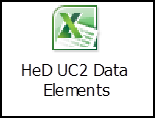 HeD UC2 Data
Elements